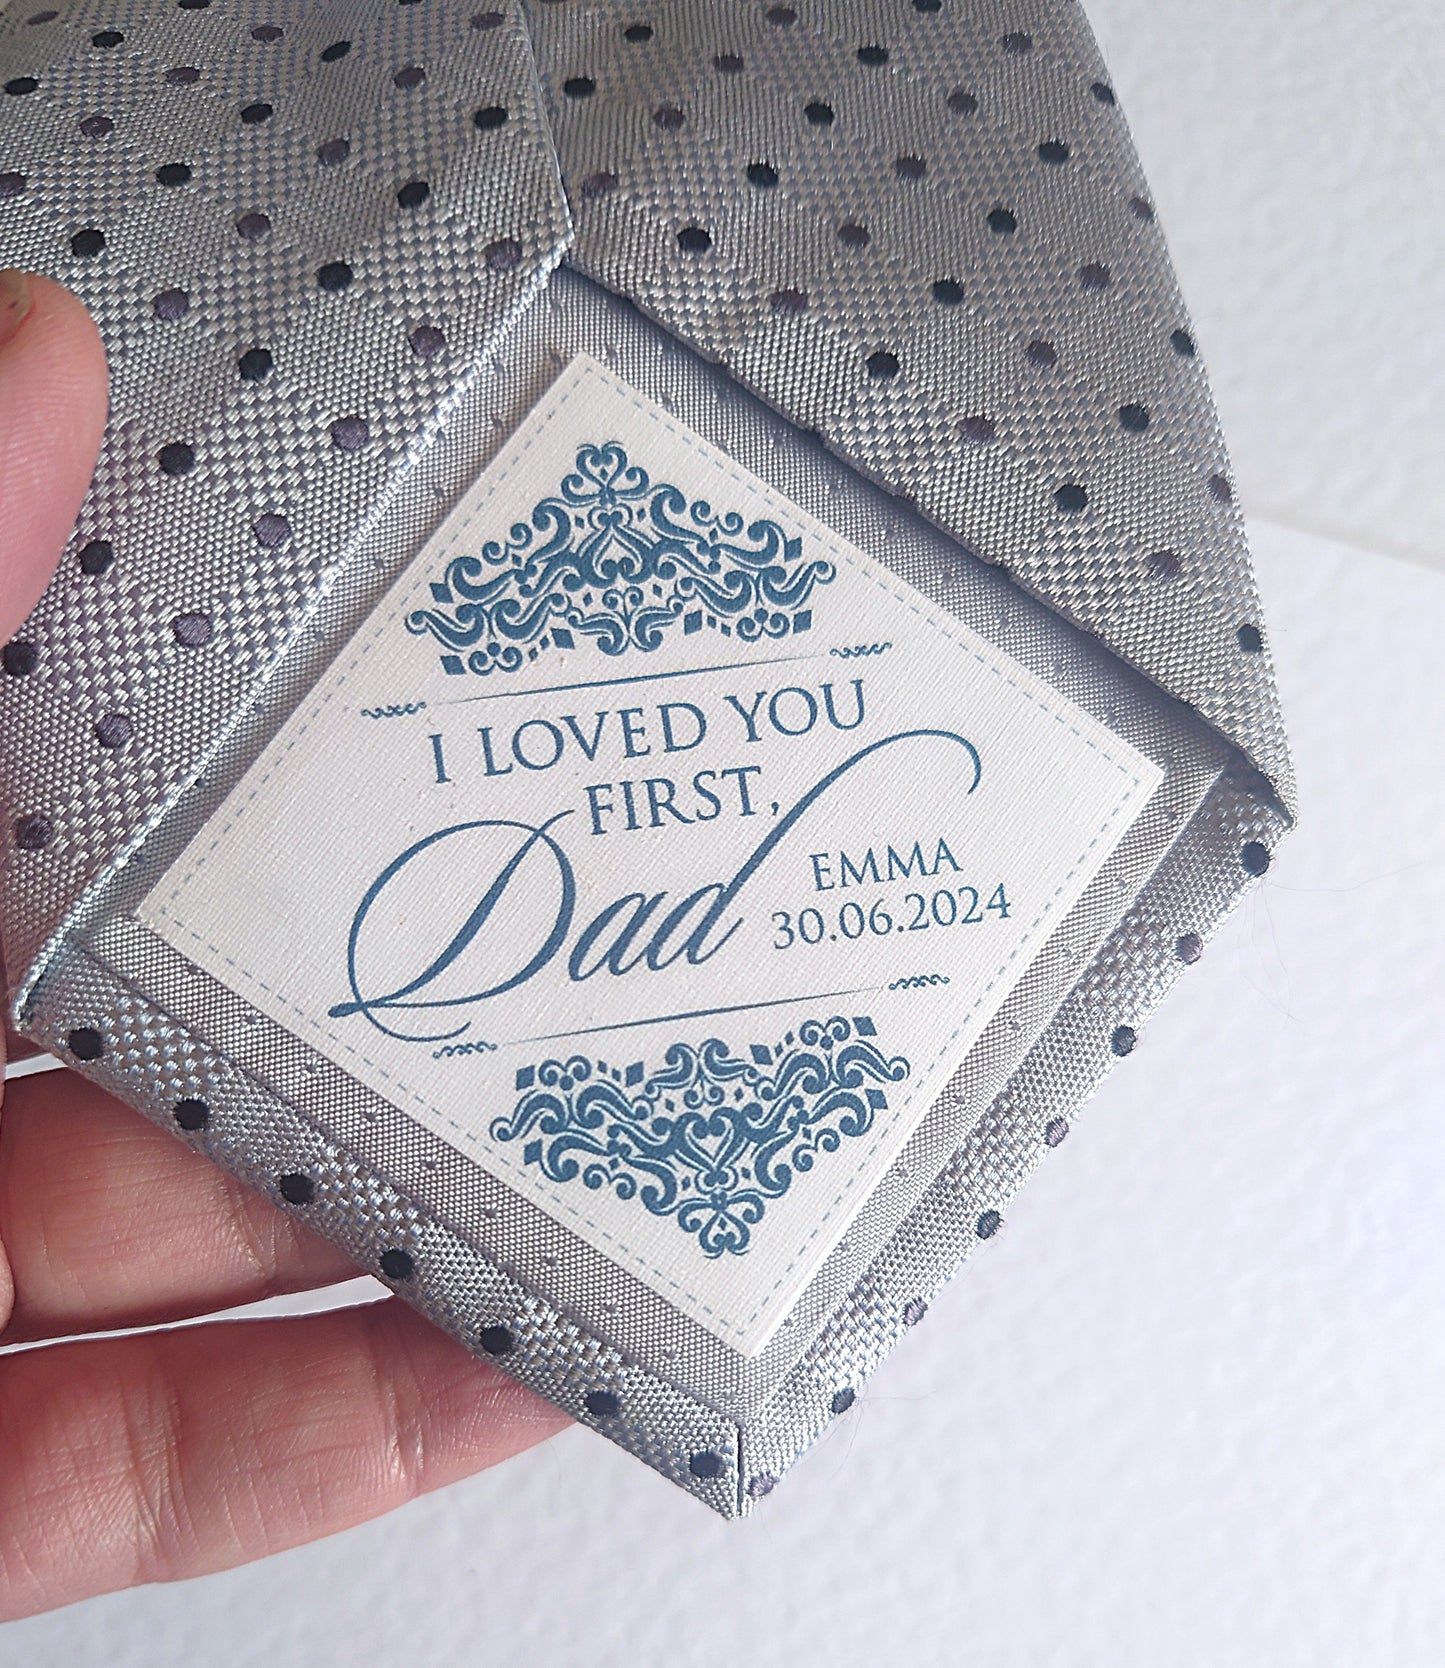 I LOVED YOU
FIRST,
Dad
EMMA
30.06.2024